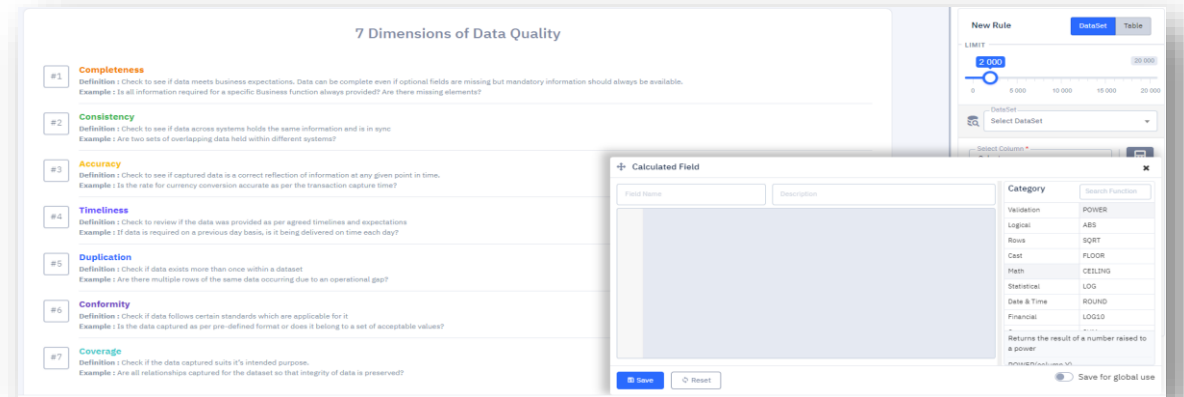 7 Dimensions of Data Quality
#1
Completeness
Definition : Check to see if data meets business expectations. Data can be complete even if optional fields are missing but mandatory information should always be available.
Example : Is all information required for a specific Business function always provided? Are there missing elements?
#2
Consistency
Definition : Check to see if data across systems holds the same information and is in sync
Example : Are two sets of overlapping data held within different systems?
#3
Accuracy
Definition : Check to see if captured data is a correct reflection of information at any given point in time.
Example : Is the rate for currency conversion accurate as per the transaction capture time?
#4
Timeliness
Definition : Check to review if the data was provided as per agreed timelines and expectations
Example : If data is required on a previous day basis, is it being delivered on time each day?
#5
Duplication
Definition : Check if data exists more than once within a dataset
Example : Are there multiple rows of the same data occurring due to an operational gap?
#6
Conformity
Definition : Check if data follows certain standards which are applicable for it
Example : Is the data captured as per pre-defined format or does it belong to a set of acceptable values?
#7
Coverage
Definition : Check if the data captured suits it's intended purpose.
Example : Are all relationships captured for the dataset so that integrity of data is preserved?
New Rule
DataSet Table
LIMIT
2 000 20 000
0 5 000 10 000 15 000 20 000
DataSet
Select DataSet
Select Column *
Calculated Field
Field Name Description
Category Search Function
Validation POWER
Logical ABS
Rows SQRT
Cast FLOOR
Math CEILING
Statistical LOG
Date & Time ROUND
Financial LOG10
Returns the result of a number raised to
a power
Save Reset Save for global use